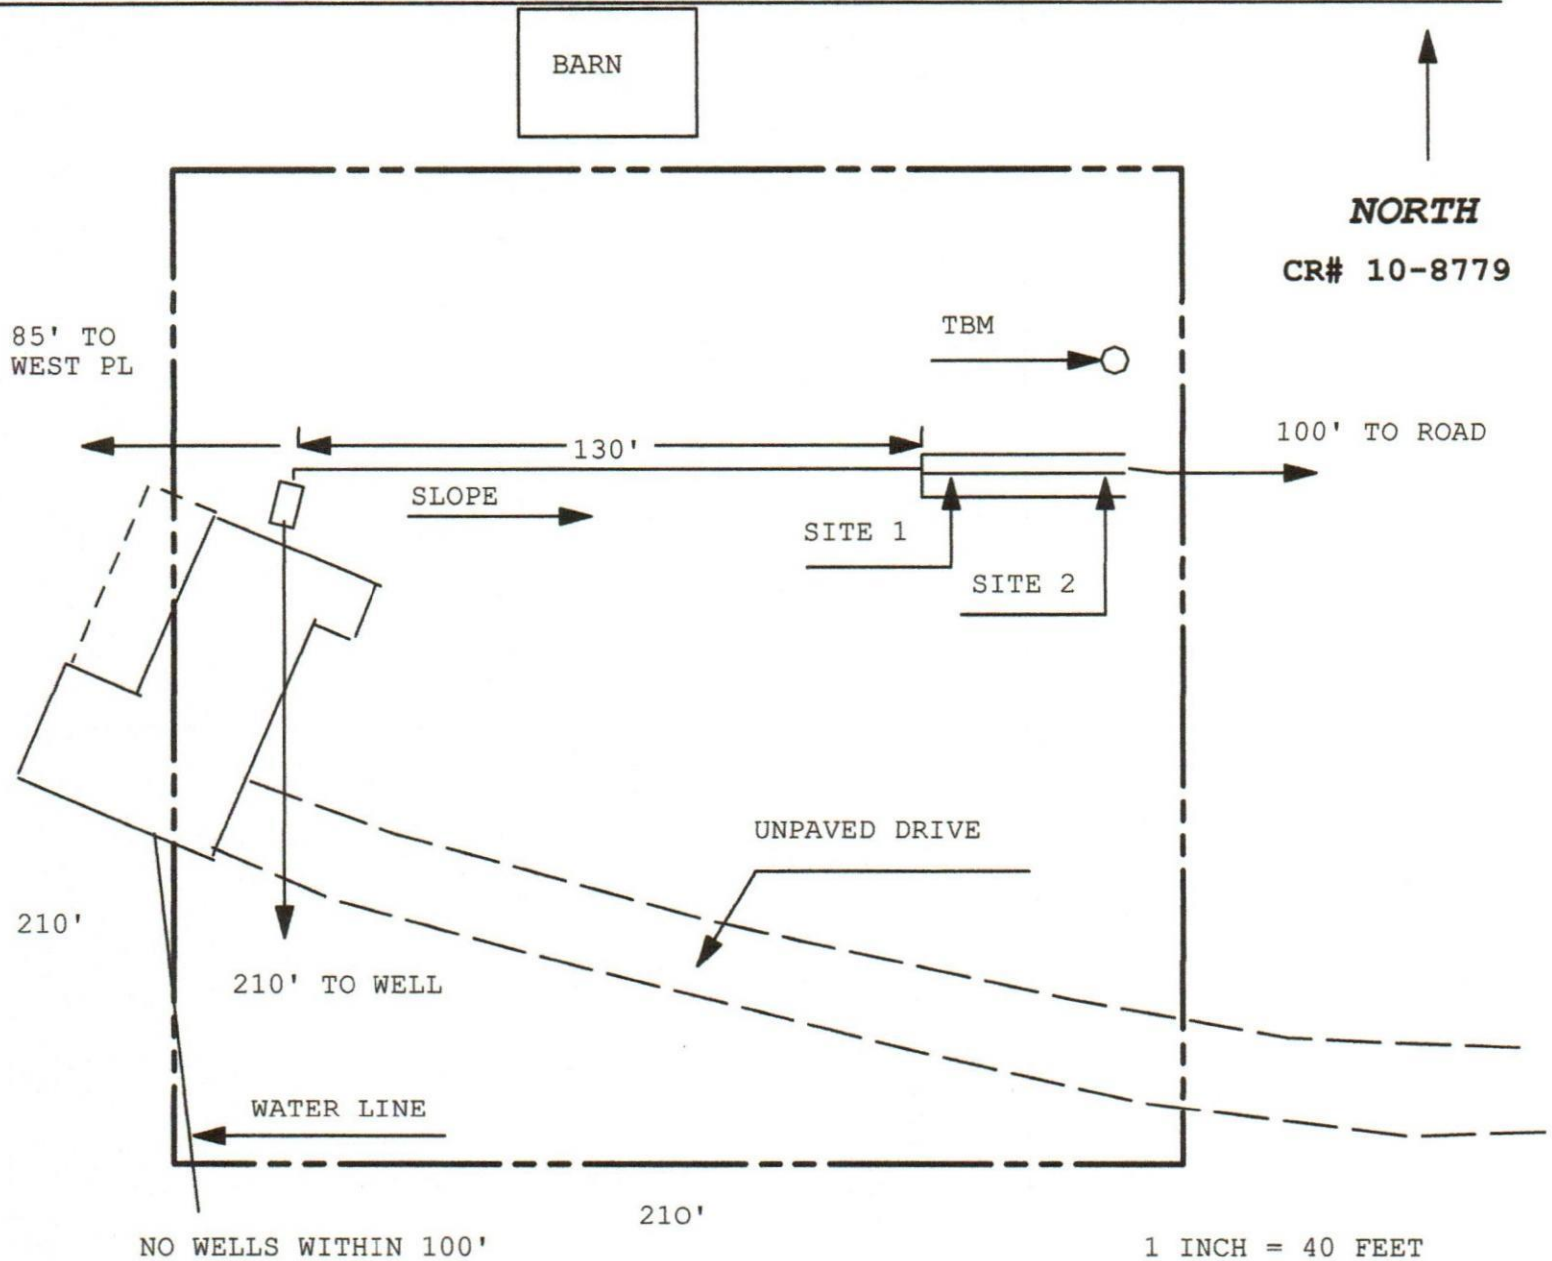 BARN
NORTH
CR# 10-8779
TBM
85' TO
WEST PL
100' TO ROAD
130'
SLOPE
SITE 1
SITE 2
UNPAVED DRIVE
210'
210' TO WELL
WATER LINE
210'
NO WELLS WITHIN 100'
1 INCH = 40 FEET